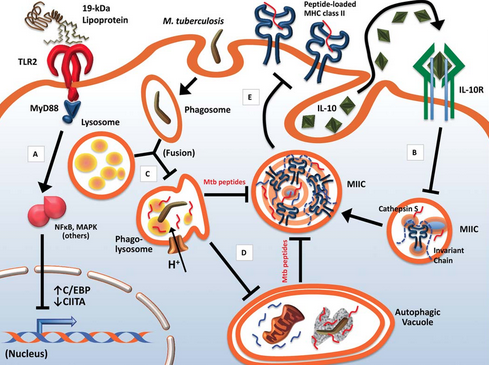 19-kDa
Lipoprotein
TLR2
MyD88
M. tuberculosis
Peptide-loaded
MHC class II
IL-10
IL-10R
E
Phagosome
Lysosome
A
(Fusion)
B
C
Mtb peptides
MIIC
Cathepsin S
MIIC
Invariant
Chain
NFκB, MAPK
(others)
Phago-
lysosome
H+
D
Mtb peptides
↑C/EBP
↓CIITA
Autophagic
Vacuole
(Nucleus)